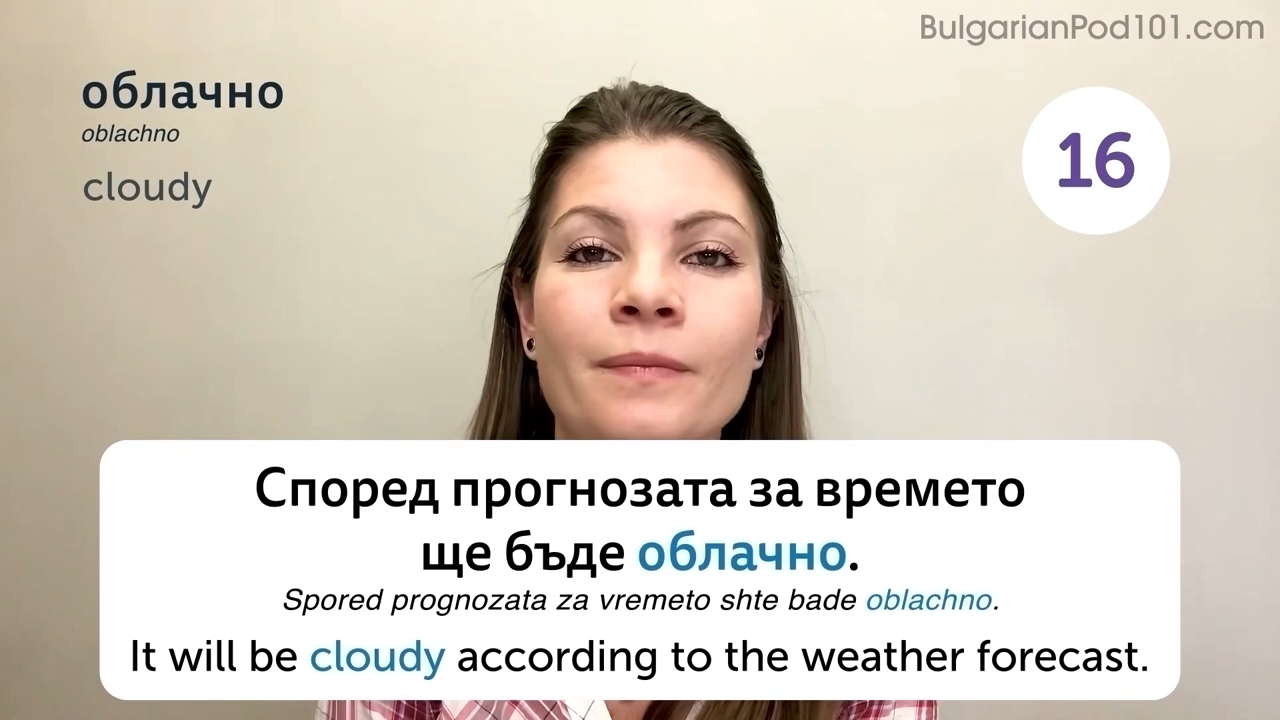 BulgarianPod101.com
облачно
oblachno
cloudy
16
Според прогнозата за времето
ще бъде облачно.
Spored prognozata za vremeto shte bade oblachno.
It will be cloudy according to the weather forecast.